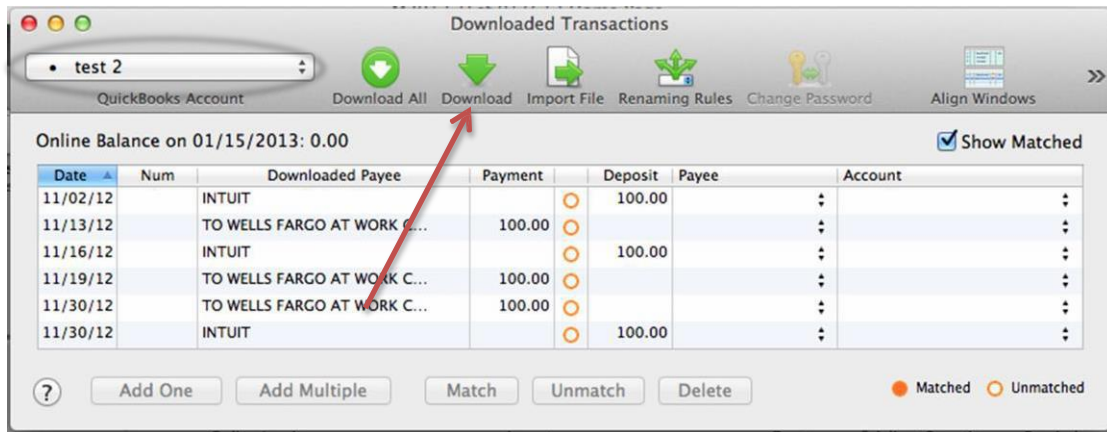 Downloaded Transactions
• test 2
QuickBooks Account Download All Download Import File Renaming Rules Change Password Align Windows
Online Balance on 01/15/2013: 0.00 Show Matched
Date Num Downloaded Payee Payment Deposit Payee Account
11/02/12 INTUIT 100.00
11/13/12 TO WELLS FARGO AT WORK C... 100.00
11/16/12 INTUIT 100.00
11/19/12 TO WELLS FARGO AT WORK C... 100.00
11/30/12 TO WELLS FARGO AT WORK C... 100.00
11/30/12 INTUIT 100.00
? Add One Add Multiple Match Unmatch Delete Matched Unmatched